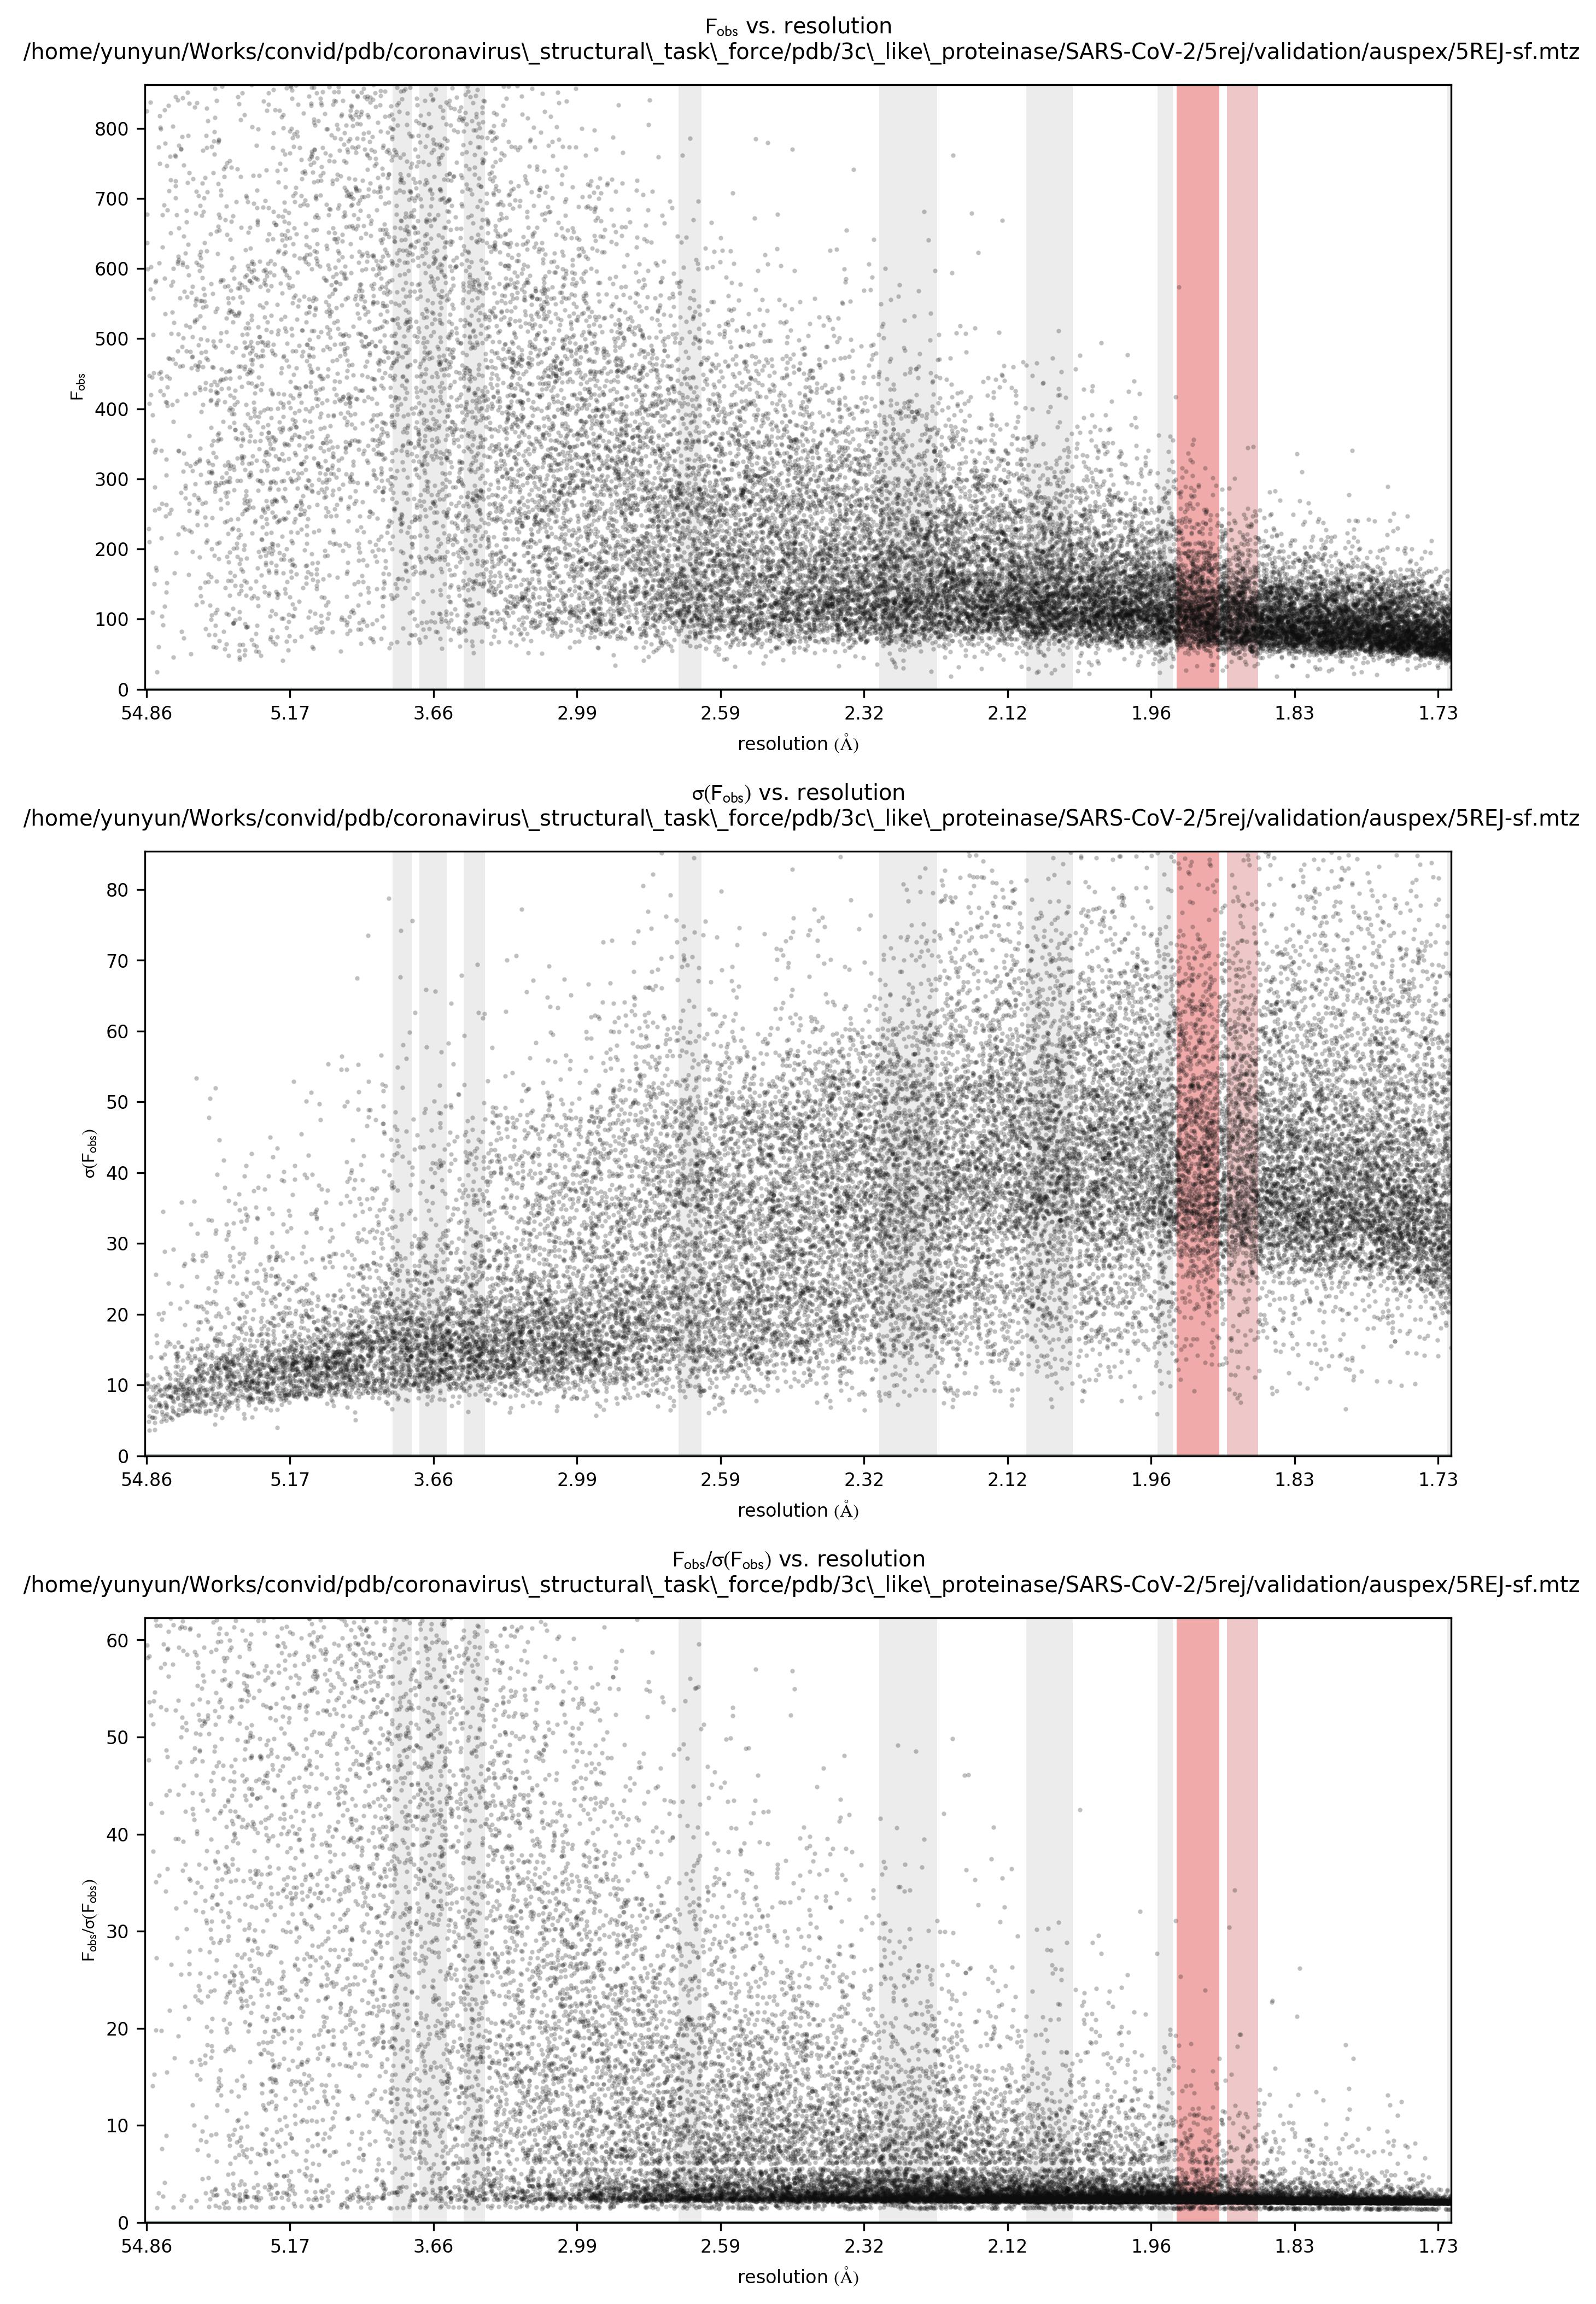 Fobs vs. resolution
/home/yunyun/Works/convid/pdb/coronavirus\_structural\_task\_force/pdb/3c\_like\_proteinase/SARS-CoV-2/5rej/validation/auspex/5REJ-sf.mtz
800
700
600
500
400
300
200
100
0
Fobs
54.86 5.17 3.66 2.99 2.59 2.32 2.12 1.96 1.83 1.73
resolution (Å)
σ(Fobs) vs. resolution
/home/yunyun/Works/convid/pdb/coronavirus\_structural\_task\_force/pdb/3c\_like\_proteinase/SARS-CoV-2/5rej/validation/auspex/5REJ-sf.mtz
80
70
60
50
40
30
20
10
0
σ(Fobs)
54.86 5.17 3.66 2.99 2.59 2.32 2.12 1.96 1.83 1.73
resolution (Å)
Fobs/σ(Fobs) vs. resolution
/home/yunyun/Works/convid/pdb/coronavirus\_structural\_task\_force/pdb/3c\_like\_proteinase/SARS-CoV-2/5rej/validation/auspex/5REJ-sf.mtz
60
50
40
30
20
10
0
Fobs/σ(Fobs)
54.86 5.17 3.66 2.99 2.59 2.32 2.12 1.96 1.83 1.73
resolution (Å)